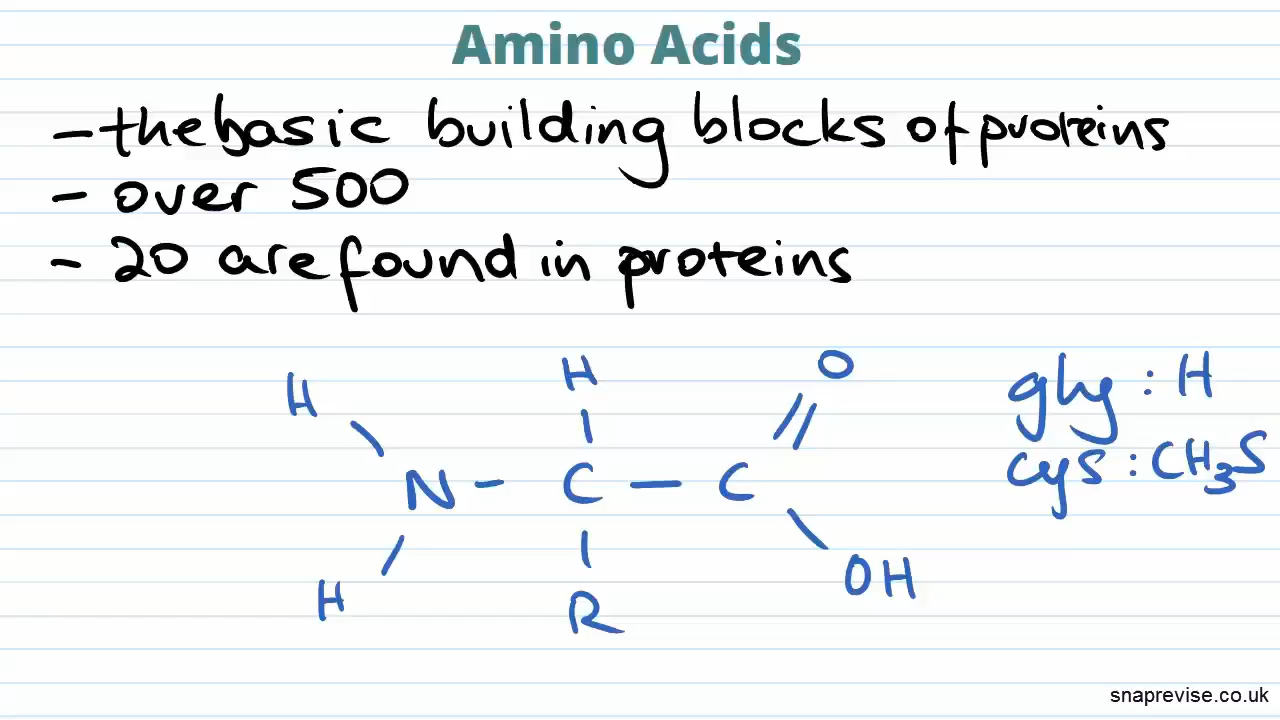 Amino Acids
- the basic building blocks of proteins
- over 500
- 20 are found in proteins
H
H
O
N - C - C
H
R
OH
gly : H
cys : CH3S
snaprevise.co.uk